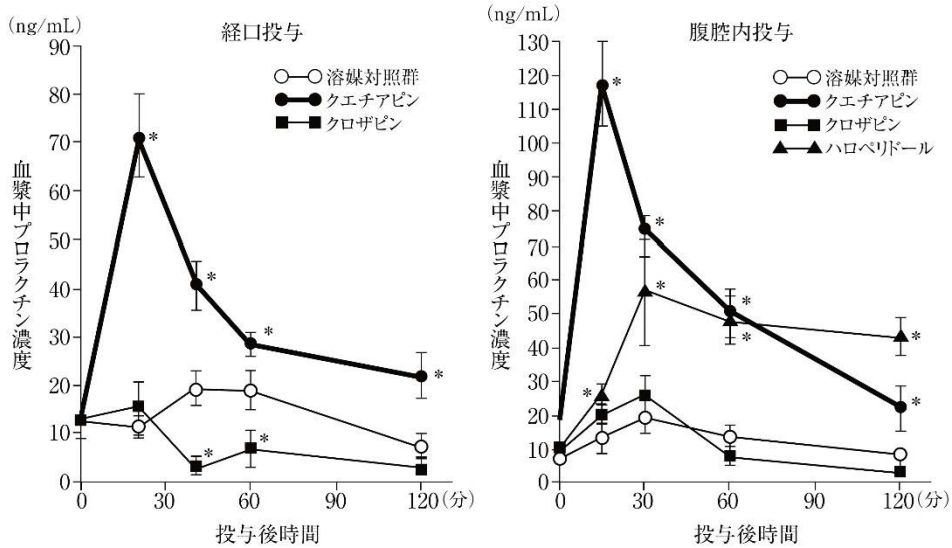 (ng/mL)
経口投与
90
80
70
60
50
40
30
20
10
0
血漿中プロラクチン濃度
溶媒対照群
クエチアピン
クロザピン
*
*
*
*
*
*
0 30 60 90 120(分)
投与後時間
(ng/mL)
腹腔内投与
130
120
110
100
90
80
70
60
50
40
30
20
10
0
血漿中プロラクチン濃度
溶媒対照群
クエチアピン
クロザピン
ハロペリドール
*
*
*
*
*
*
*
*
0 30 60 90 120(分)
投与後時間